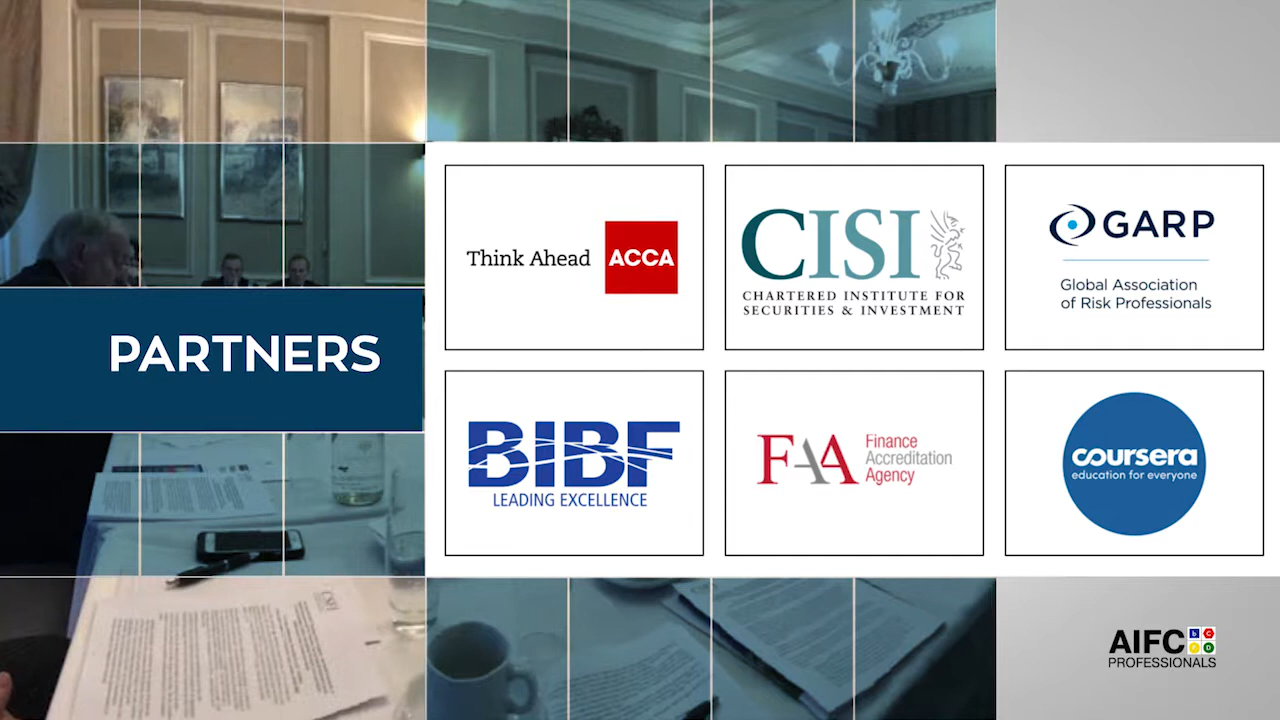 PARTNERS
Think Ahead ACCA
CISI
CHARTERED INSTITUTE FOR
SECURITIES & INVESTMENT
GARP
Global Association
of Risk Professionals
BIBF
LEADING EXCELLENCE
FAA
Finance
Accreditation
Agency
coursera
education for everyone
AIFC
PROFESSIONALS